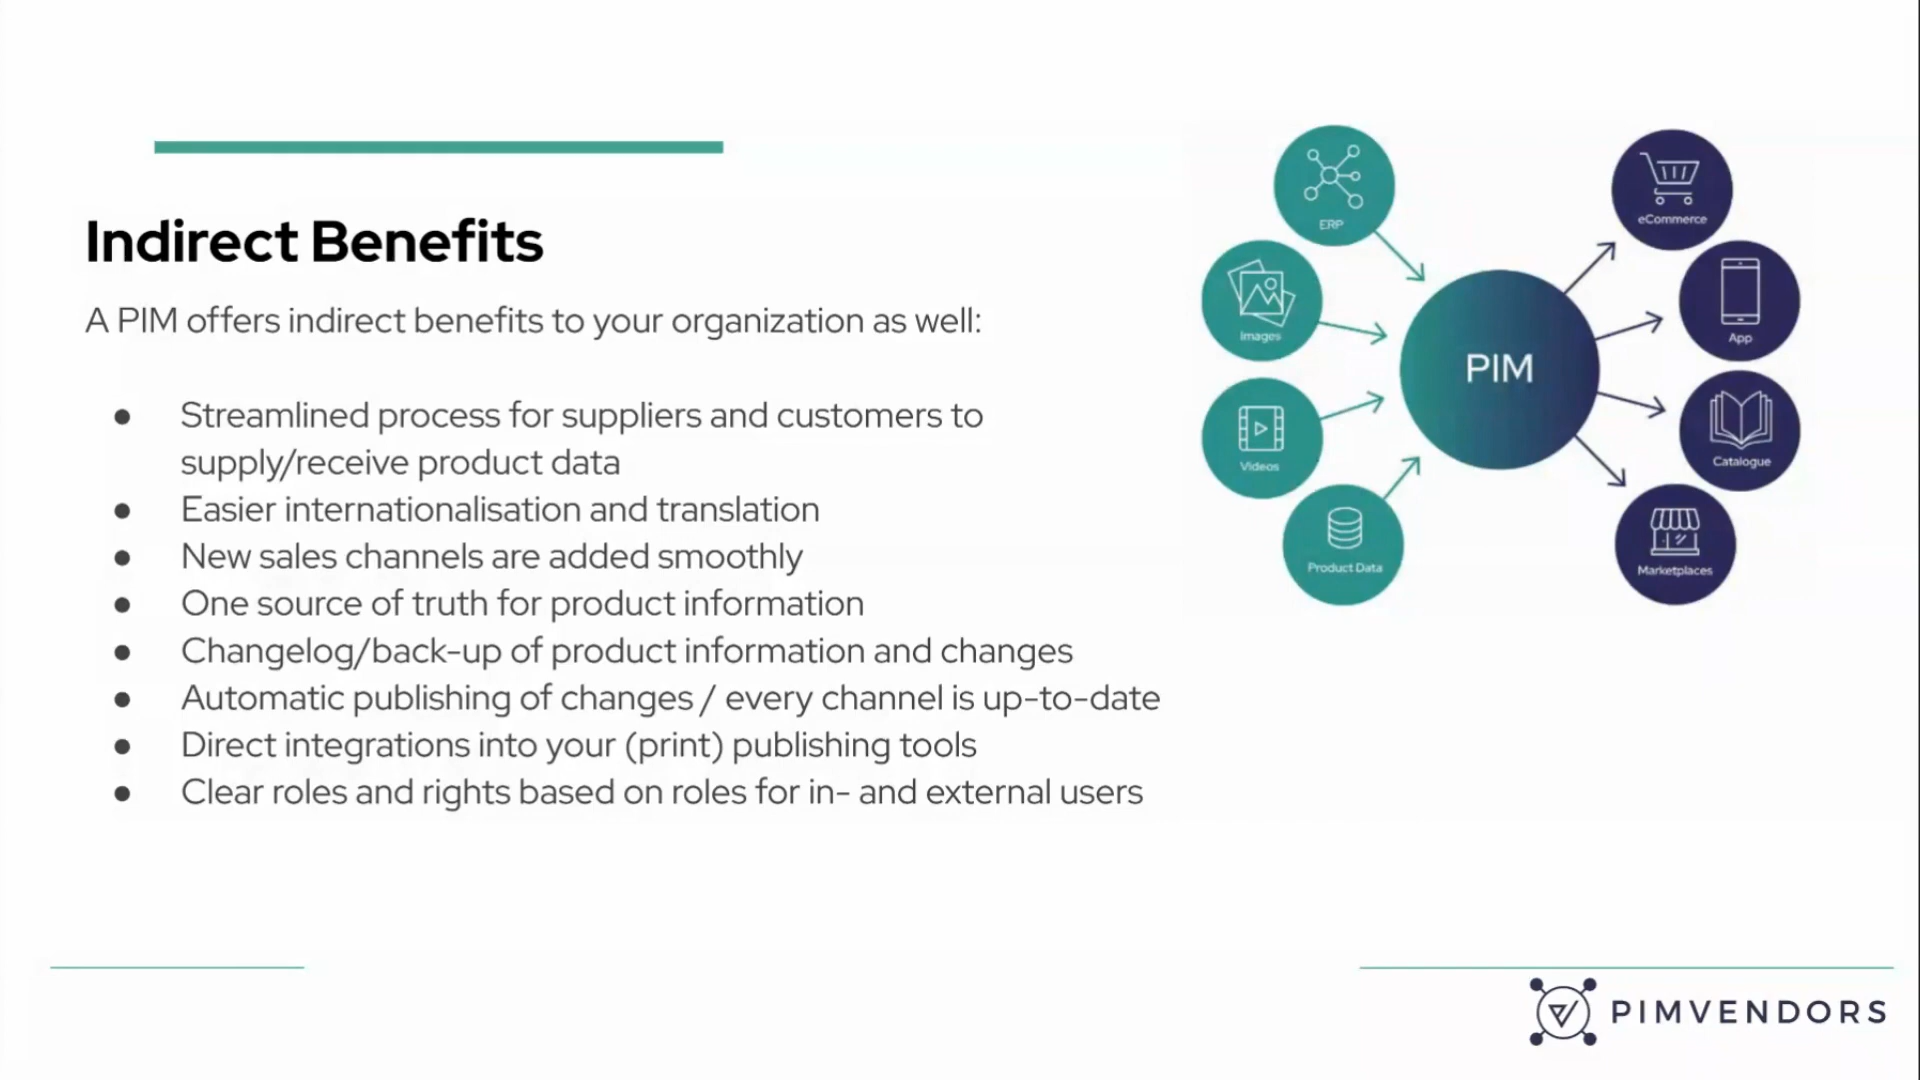 Indirect Benefits
A PIM offers indirect benefits to your organization as well:
● Streamlined process for suppliers and customers to
supply/receive product data
● Easier internationalisation and translation
● New sales channels are added smoothly
● One source of truth for product information
● Changelog/back-up of product information and changes
● Automatic publishing of changes / every channel is up-to-date
● Direct integrations into your (print) publishing tools
● Clear roles and rights based on roles for in- and external users
ERP
Images
Videos
Product Data
PIM
eCommerce
App
Catalogue
Marketplaces
PIMVENDORS